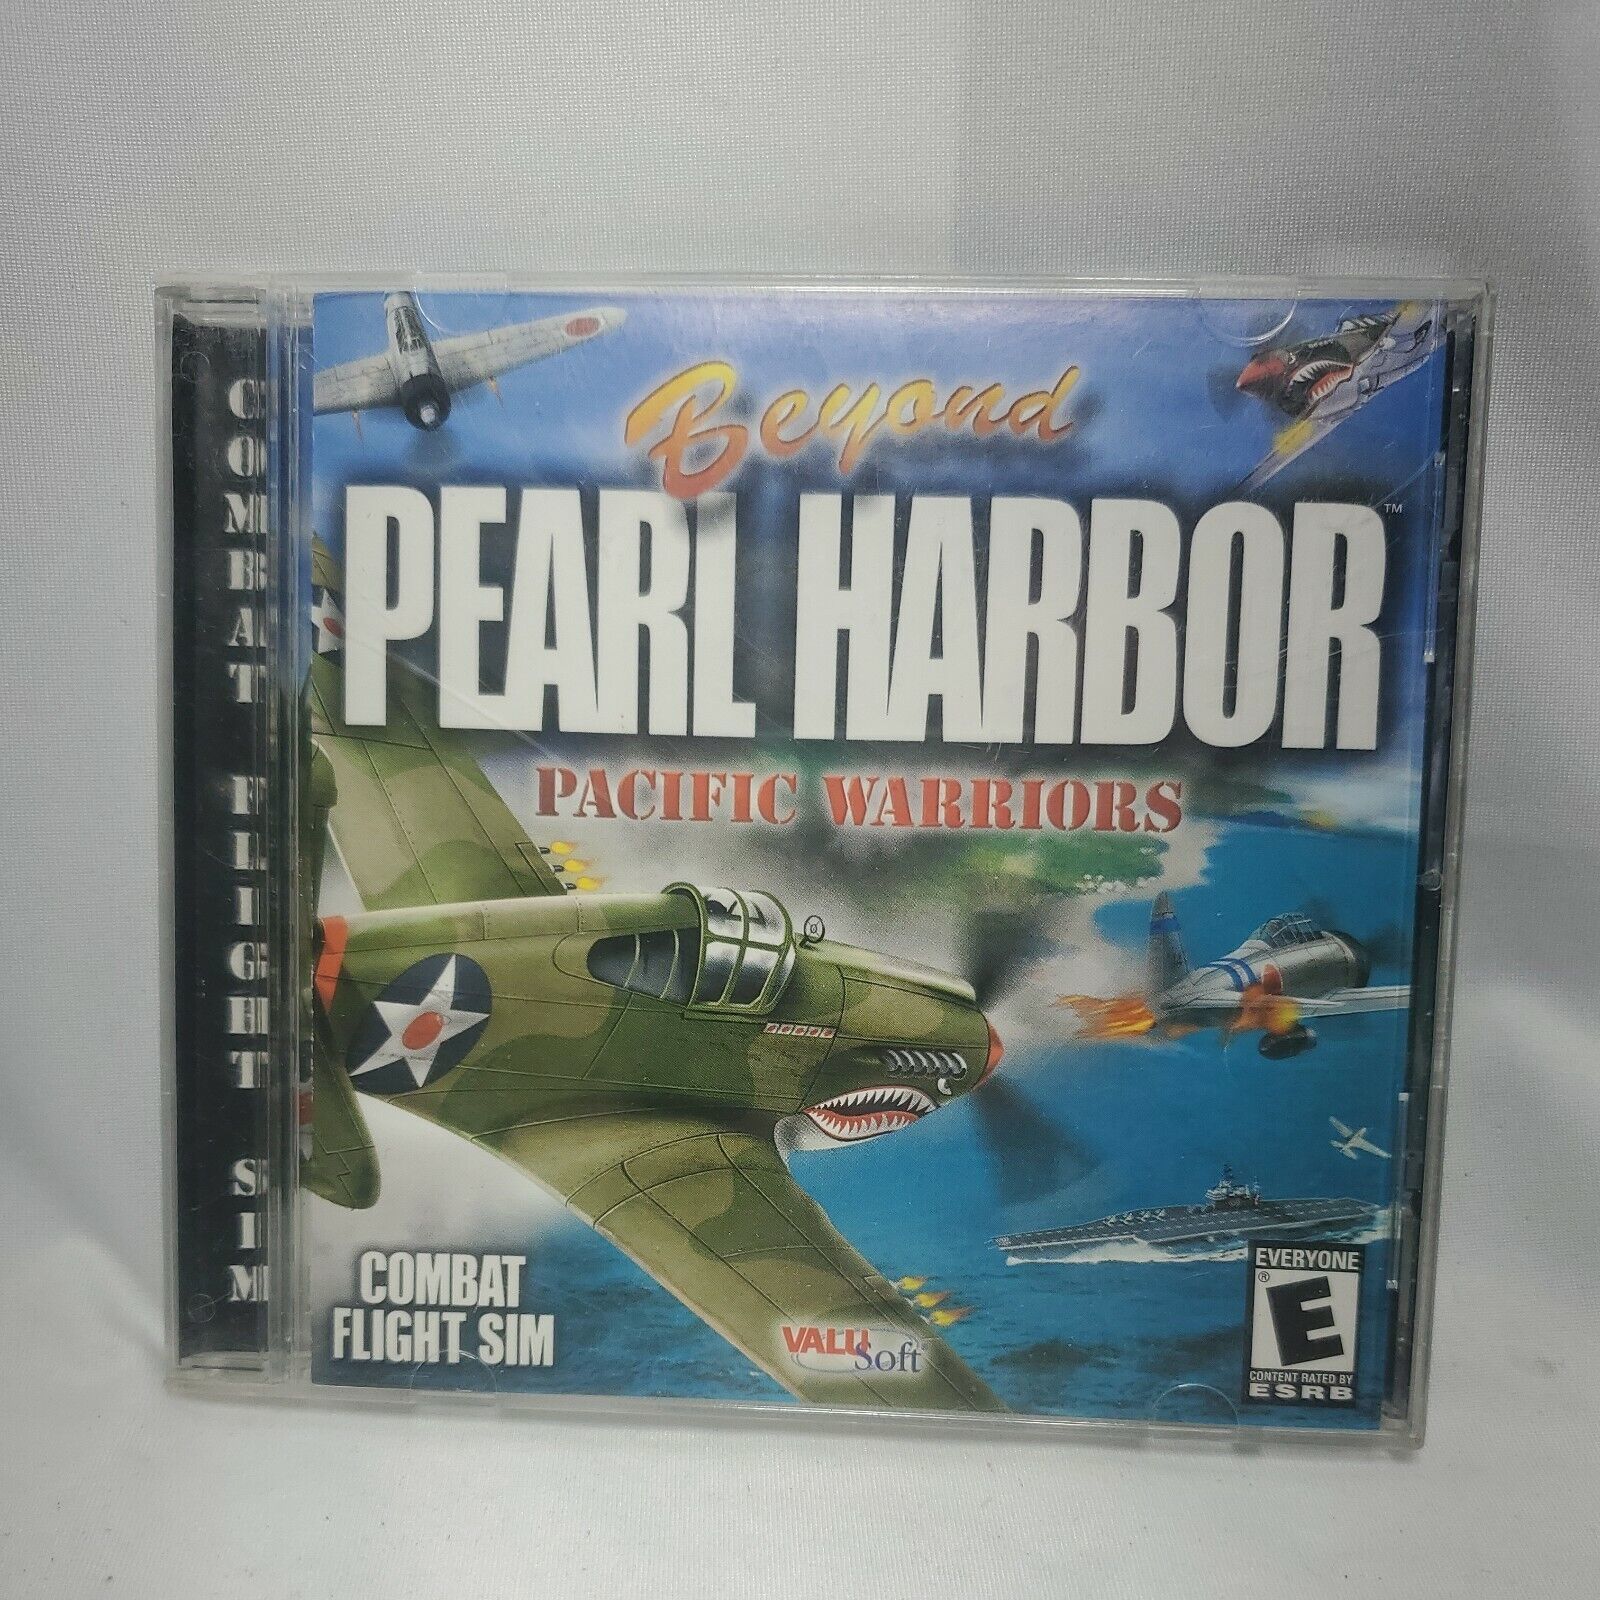 COMBAT FLIGHT SIM
Beyond
PEARL HARBOR™
PACIFIC WARRIORS
COMBAT
FLIGHT SIM
VALUSoft
EVERYONE
E®
CONTENT RATED BY
ESRB